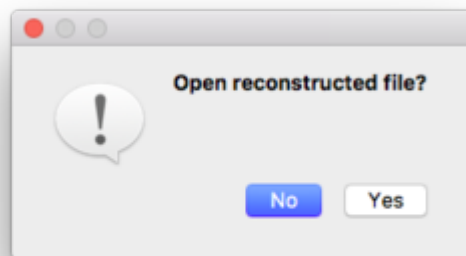 Open reconstructed file?
No Yes